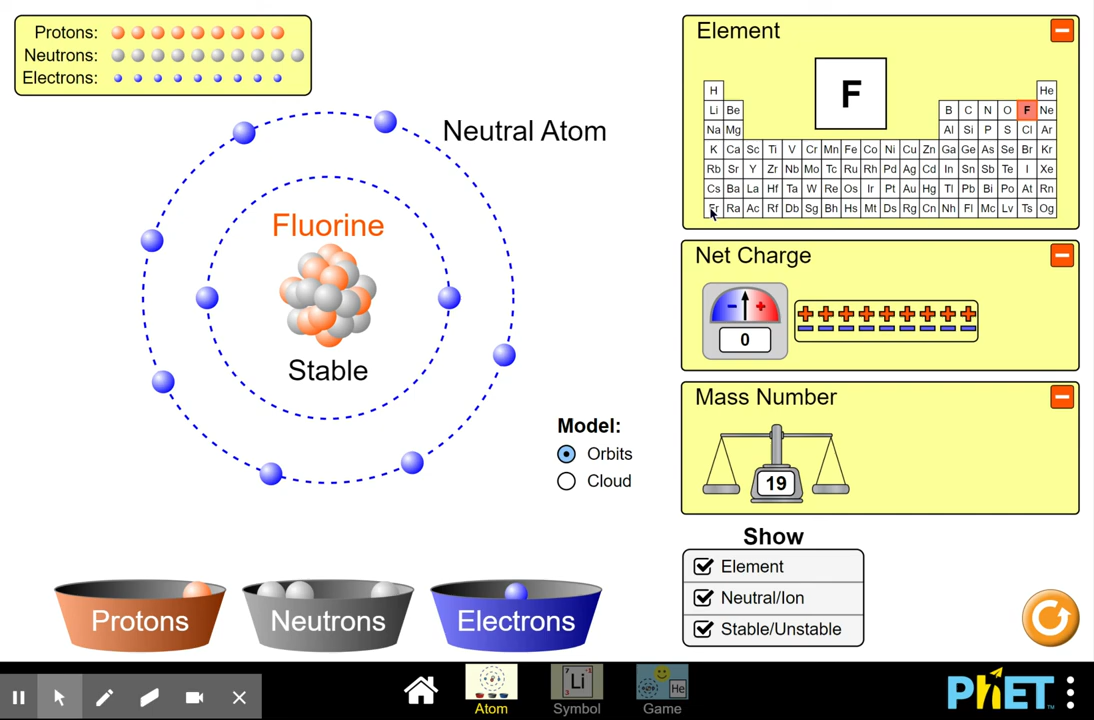 Protons:
Neutrons:
Electrons:
Neutral Atom
Fluorine
Stable
Model:
Orbits
Cloud
Protons
Neutrons
Electrons
Element
F
H He
Li Be B C N O F Ne
Na Mg Al Si P S Cl Ar
K Ca Sc Ti V Cr Mn Fe Co Ni Cu Zn Ga Ge As Se Br Kr
Rb Sr Y Zr Nb Mo Tc Ru Rh Pd Ag Cd In Sn Sb Te I Xe
Cs Ba La Hf Ta W Re Os Ir Pt Au Hg Tl Pb Bi Po At Rn
Fr Ra Ac Rf Db Sg Bh Hs Mt Ds Rg Cn Nh Fl Mc Lv Ts Og
Net Charge
− +
0
Mass Number
19
Show
Element
Neutral/Ion
Stable/Unstable
Atom
7 +1
Li
3
Symbol
He
Game
PhET